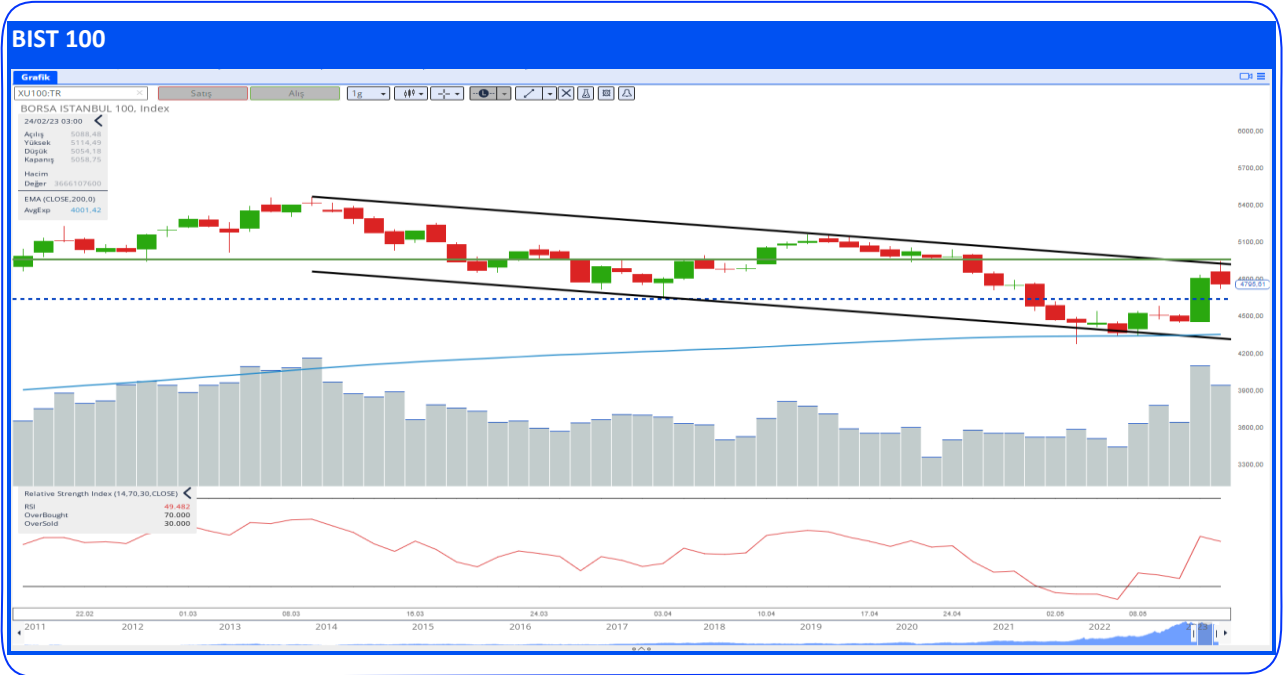 BIST 100
Grafik
XU100:TR
Satış
Alış
1g
L
BORSA ISTANBUL 100, Index
24/02/23 03:00
Açılış 5088,48
Yüksek 5114,49
Düşük 5054,18
Kapanış 5058,75
Hacim
Değer 3666107600
EMA (CLOSE,200,0)
AvgExp 4001,42
6000,00
5700,00
5400,00
5100,00
4800,00
4798,81
4500,00
4200,00
3900,00
3600,00
3300,00
Relative Strength Index (14,70,30,CLOSE)
RSI 49.482
OverBought 70.000
OverSold 30.000
22.02 01.03 08.03 16.03 24.03 03.04 10.04 17.04 24.04 02.05 08.05
2011 2012 2013 2014 2015 2016 2017 2018 2019 2020 2021 2022 2023